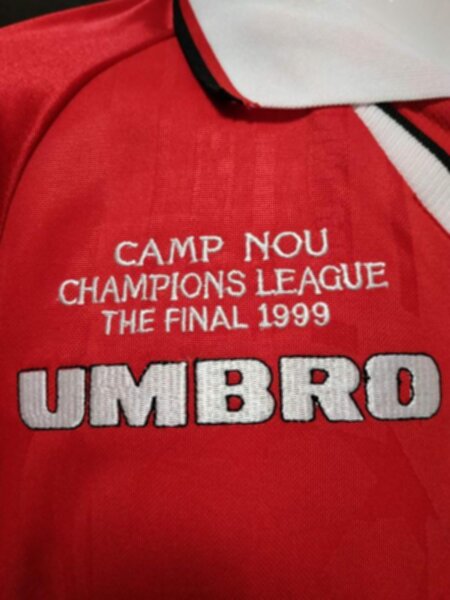 CAMP NOU
CHAMPIONS LEAGUE
THE FINAL 1999
UMBRO